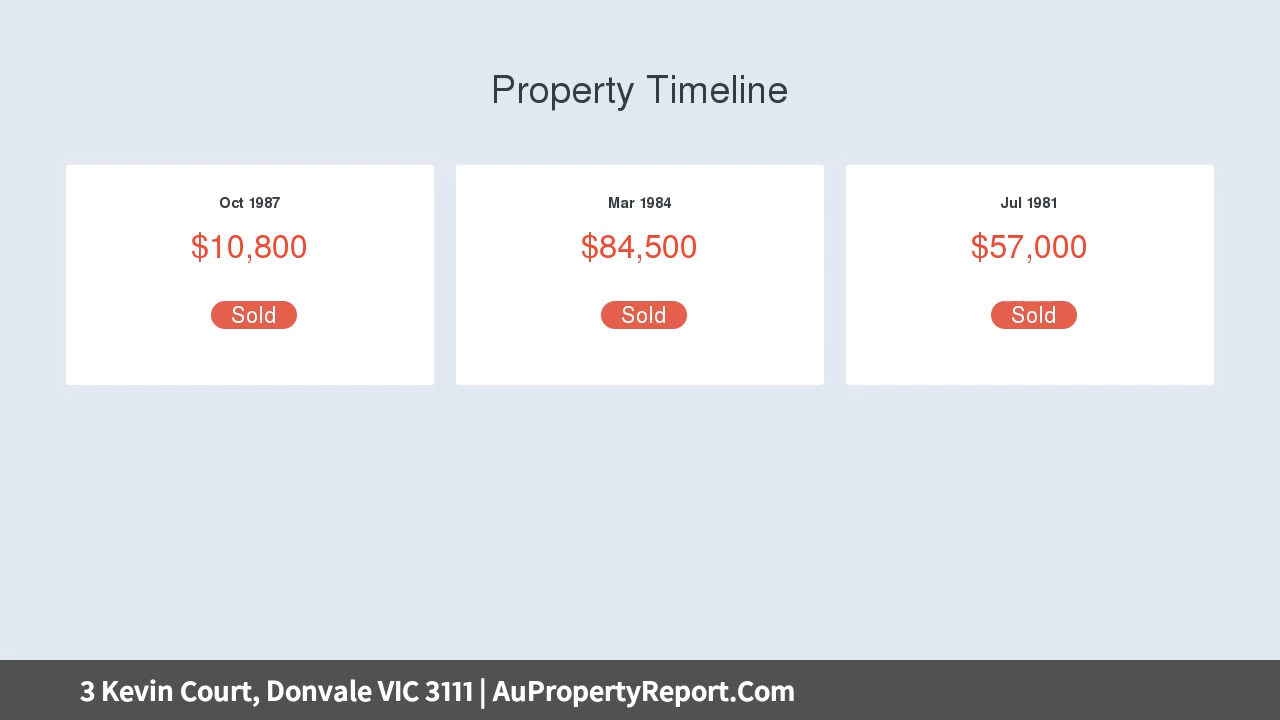 Property Timeline
Oct 1987
$10,800
Sold
Mar 1984
$84,500
Sold
Jul 1981
$57,000
Sold
3 Kevin Court, Donvale VIC 3111 | AuPropertyReport.Com